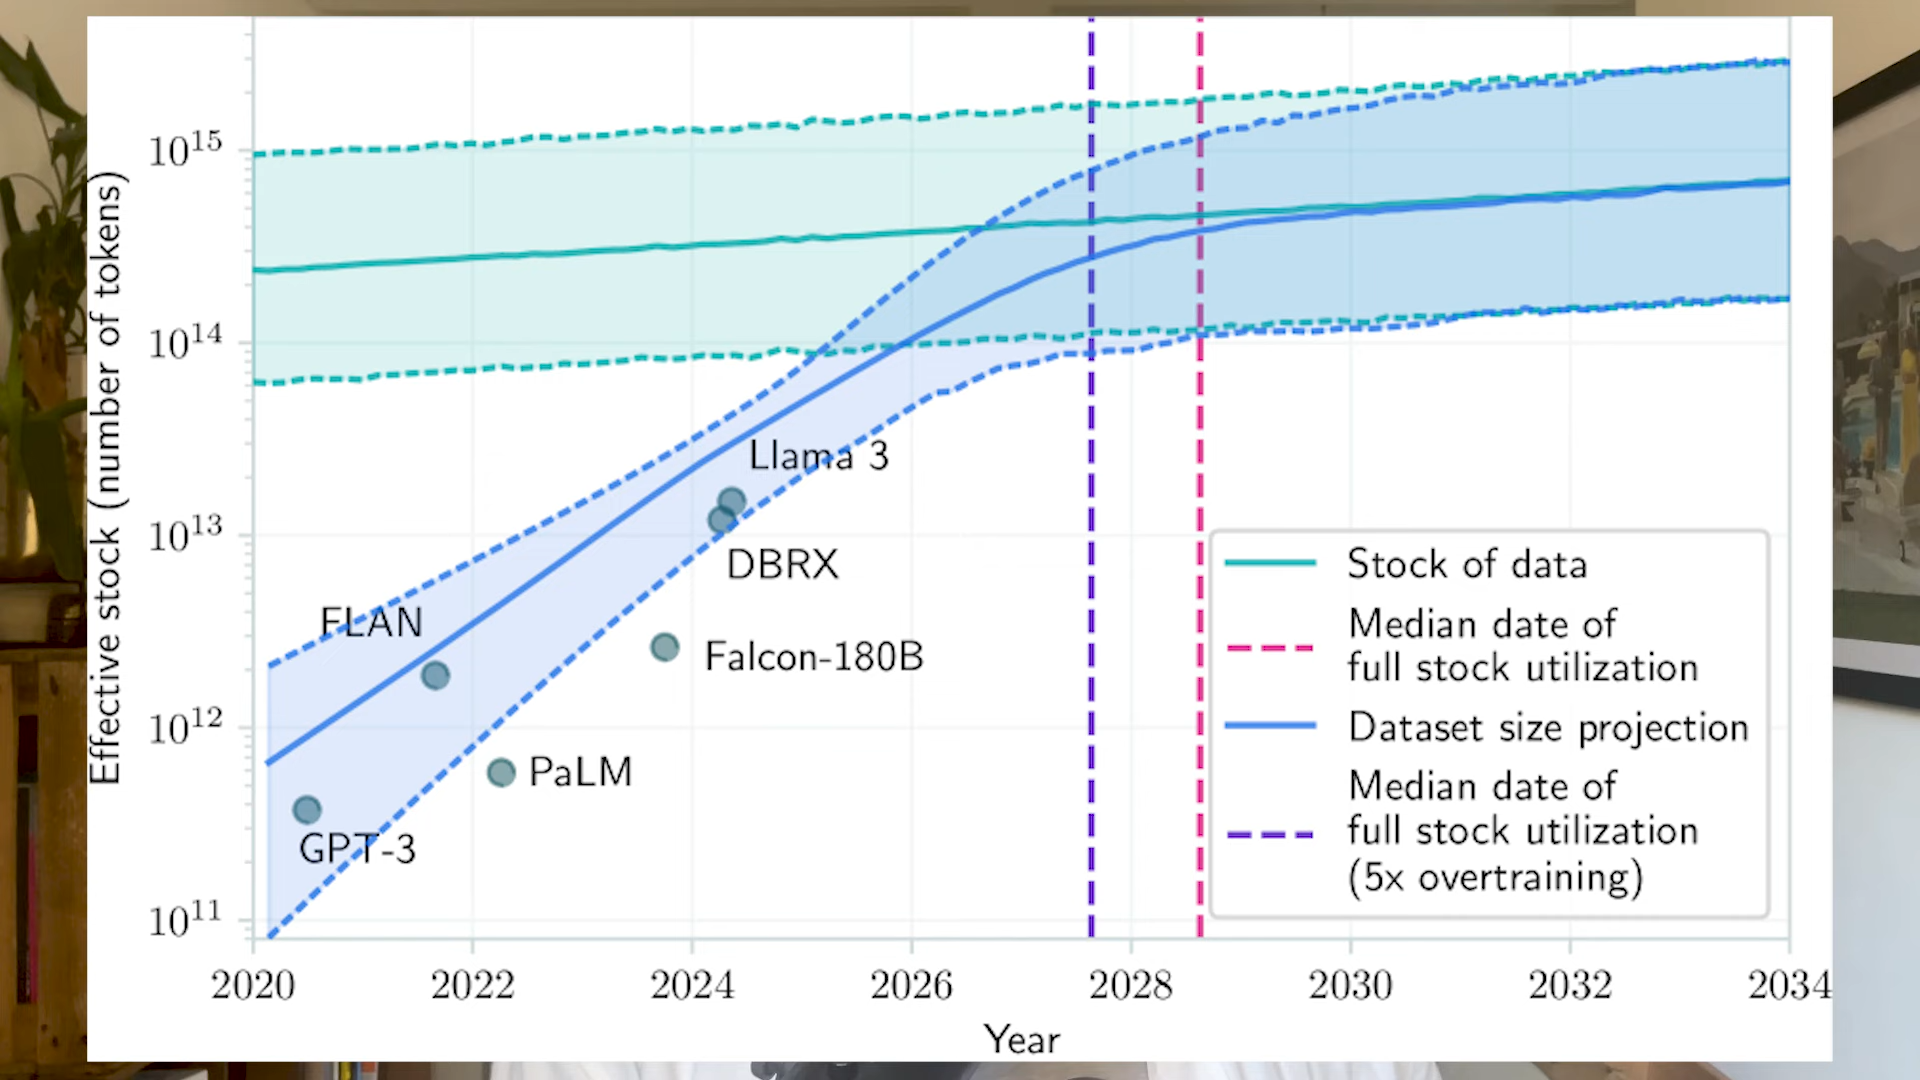 Effective stock (number of tokens)
10^15
10^14
10^13
10^12
10^11
Llama 3
DBRX
FLAN
Falcon-180B
PaLM
GPT-3
Stock of data
Median date of
full stock utilization
Dataset size projection
Median date of
full stock utilization
(5x overtraining)
2020 2022 2024 2026 2028 2030 2032 2034
Year